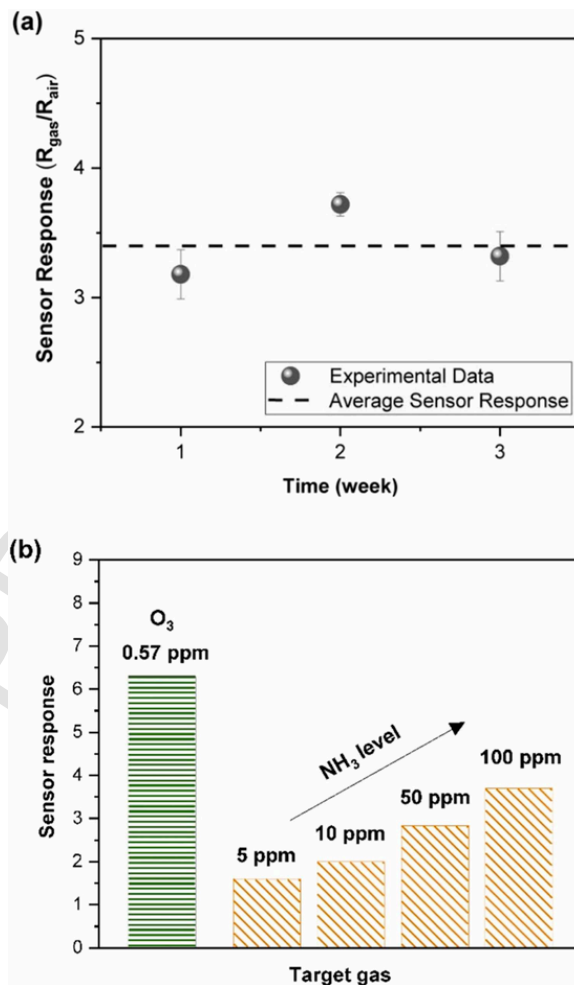 (a)
5
4
3
2
Sensor Response (R_gas/R_air)
Experimental Data
Average Sensor Response
1 2 3
Time (week)
(b)
9
8
7
6
5
4
3
2
1
0
Sensor response
O₃
0.57 ppm
NH₃ level
5 ppm
10 ppm
50 ppm
100 ppm
Target gas